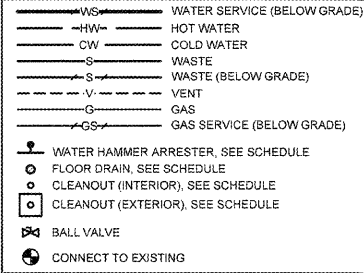 WS WATER SERVICE (BELOW GRADE)
HW HOT WATER
CW COLD WATER
S WASTE
S WASTE (BELOW GRADE)
V VENT
G GAS
GS GAS SERVICE (BELOW GRADE)
WATER HAMMER ARRESTER, SEE SCHEDULE
FLOOR DRAIN, SEE SCHEDULE
CLEANOUT (INTERIOR), SEE SCHEDULE
CLEANOUT (EXTERIOR), SEE SCHEDULE
BALL VALVE
CONNECT TO EXISTING